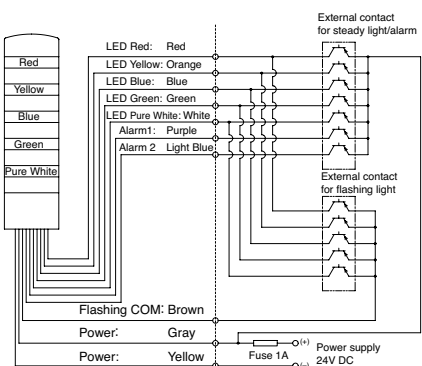 External contact
for steady light/alarm
LED Red: Red
LED Yellow: Orange
LED Blue: Blue
LED Green: Green
LED Pure White: White
Alarm1: Purple
Alarm 2 Light Blue
Red
Yellow
Blue
Green
Pure White
External contact
for flashing light
Flashing COM: Brown
Power: Gray
Power: Yellow
Fuse 1A
(+)
(−)
Power supply
24V DC